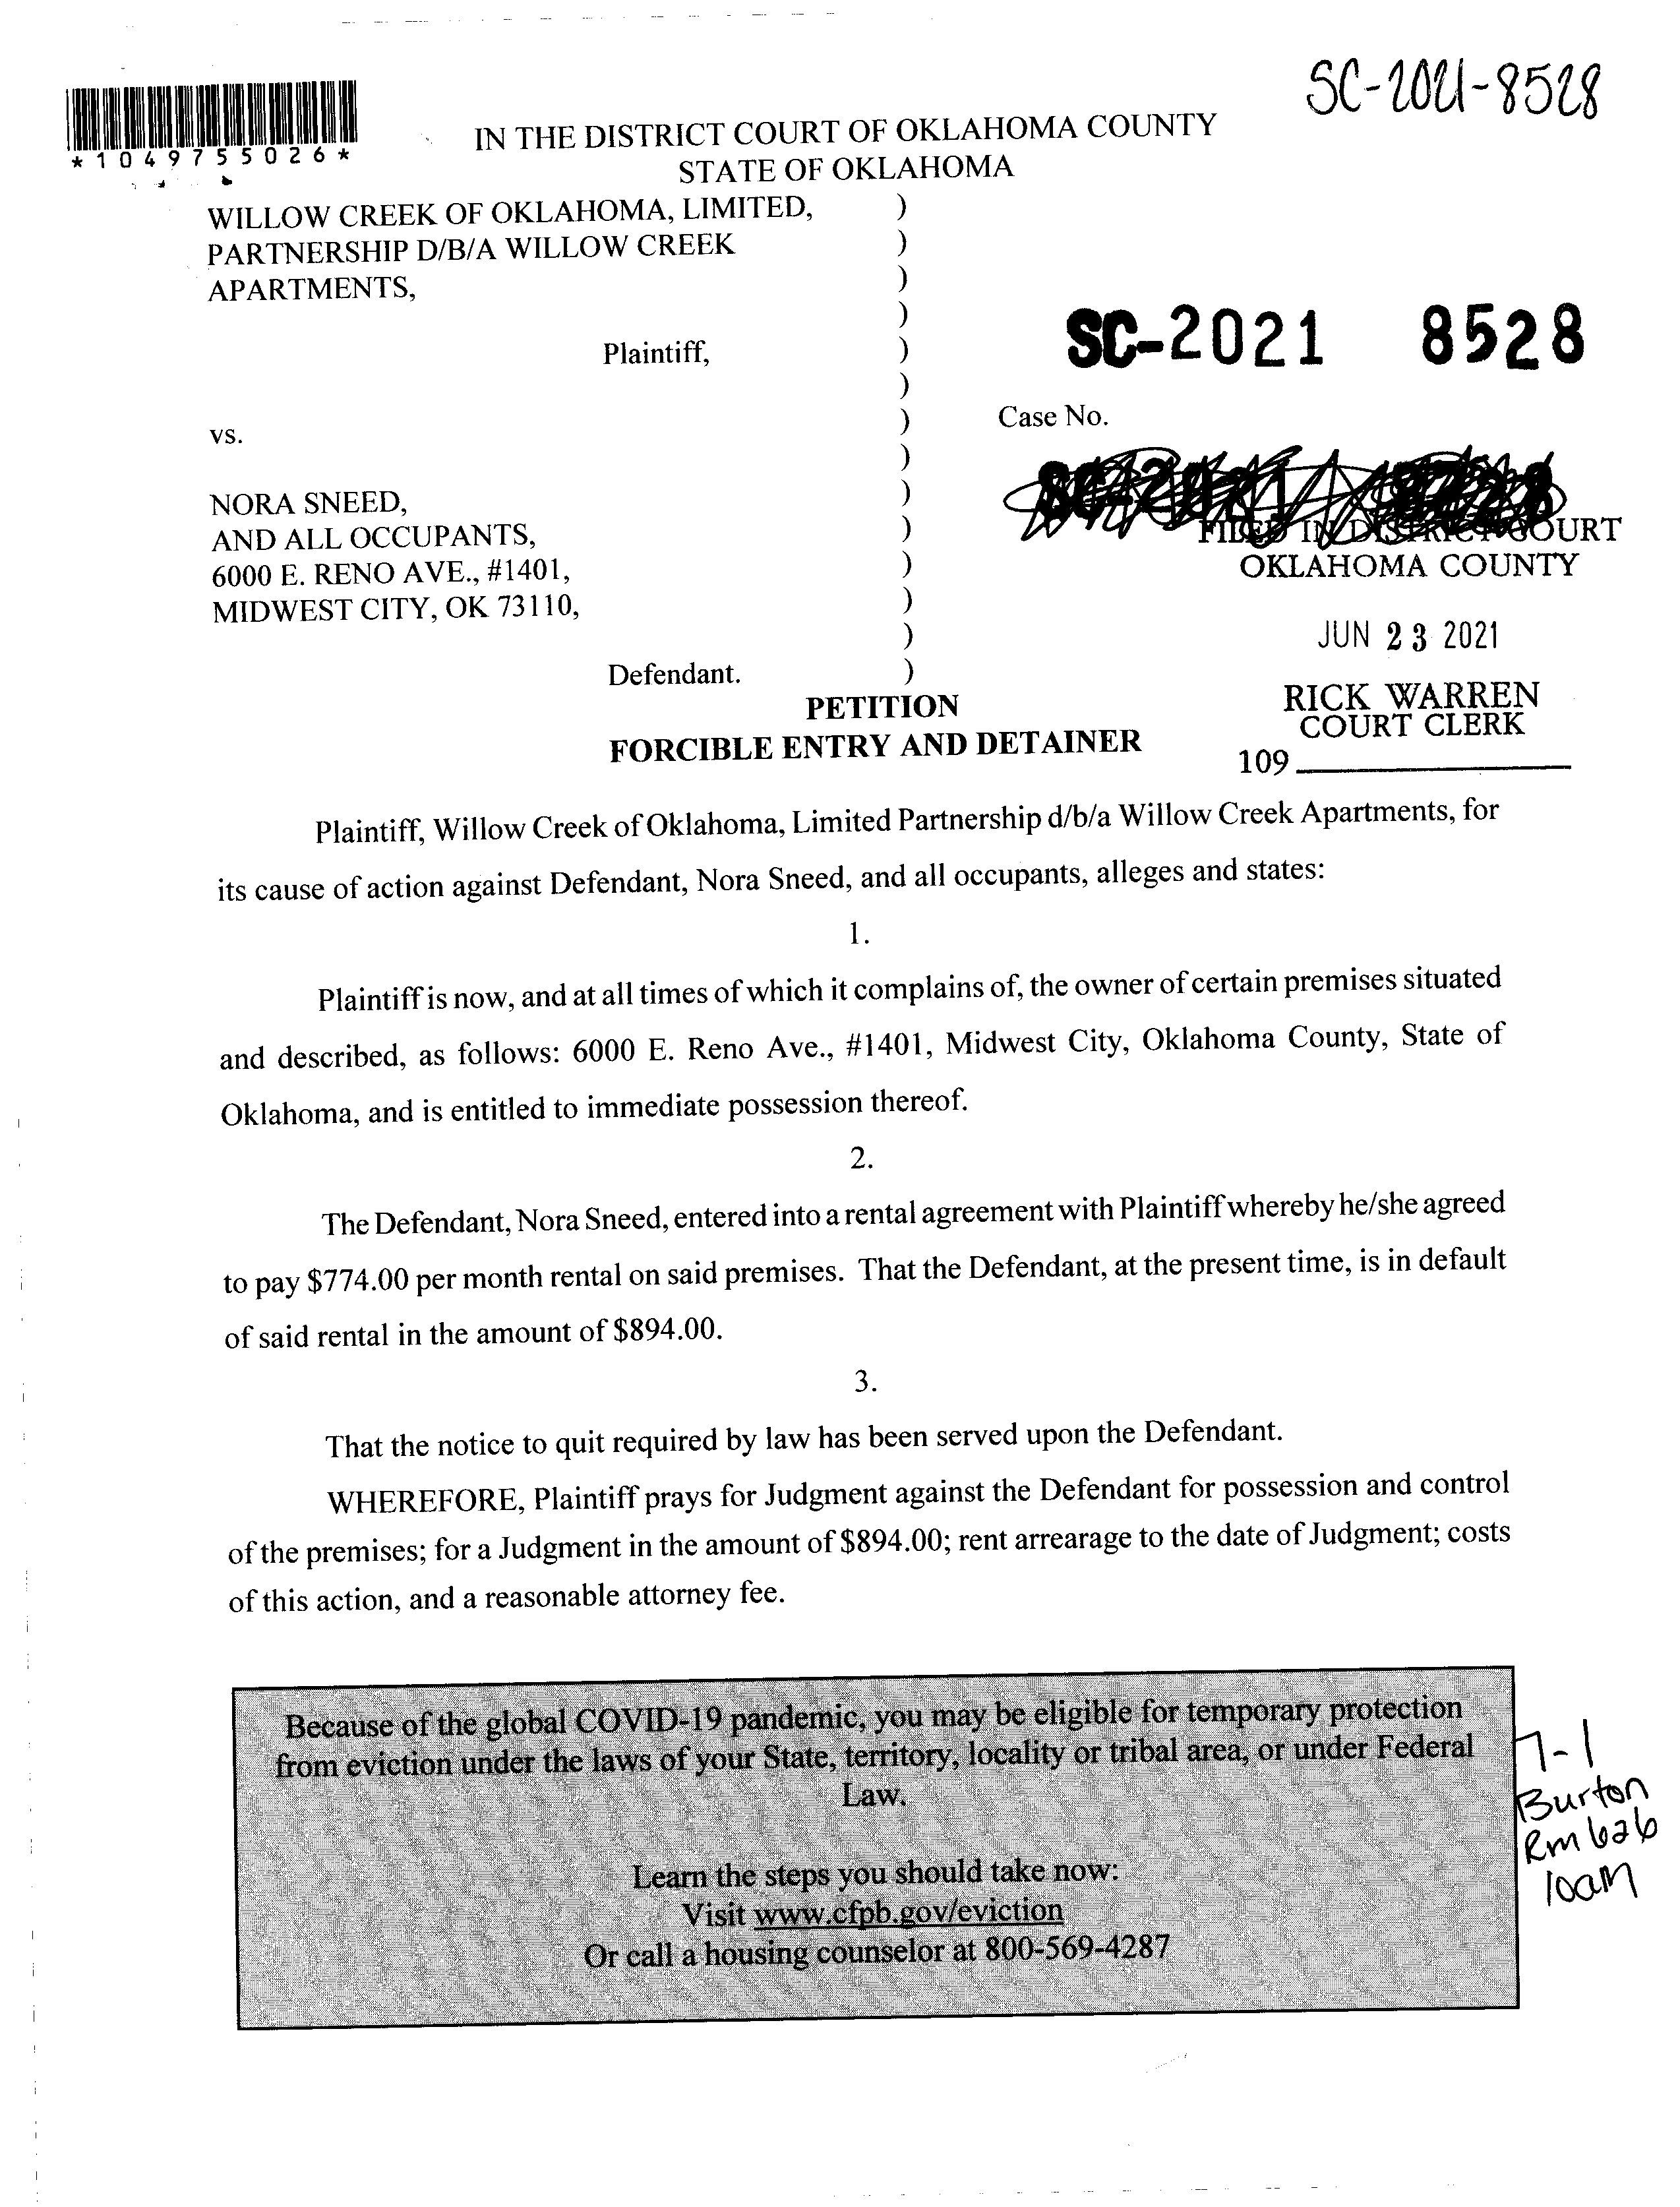 SC-2021-8528
*1049755026*
IN THE DISTRICT COURT OF OKLAHOMA COUNTY
STATE OF OKLAHOMA
WILLOW CREEK OF OKLAHOMA, LIMITED, )
PARTNERSHIP D/B/A WILLOW CREEK )
APARTMENTS, )
)
Plaintiff, )
)
SC-2021 8528
vs. )
Case No.
)
NORA SNEED, )
AND ALL OCCUPANTS, )
6000 E. RENO AVE., #1401, )
MIDWEST CITY, OK 73110, )
)
Defendant. )
FILED IN DISTRICT COURT
OKLAHOMA COUNTY
JUN 23 2021
RICK WARREN
COURT CLERK
109
PETITION
FORCIBLE ENTRY AND DETAINER
Plaintiff, Willow Creek of Oklahoma, Limited Partnership d/b/a Willow Creek Apartments, for
its cause of action against Defendant, Nora Sneed, and all occupants, alleges and states:
1.
Plaintiff is now, and at all times of which it complains of, the owner of certain premises situated
and described, as follows: 6000 E. Reno Ave., #1401, Midwest City, Oklahoma County, State of
Oklahoma, and is entitled to immediate possession thereof.
2.
The Defendant, Nora Sneed, entered into a rental agreement with Plaintiff whereby he/she agreed
to pay $774.00 per month rental on said premises. That the Defendant, at the present time, is in default
of said rental in the amount of $894.00.
3.
That the notice to quit required by law has been served upon the Defendant.
WHEREFORE, Plaintiff prays for Judgment against the Defendant for possession and control
of the premises; for a Judgment in the amount of $894.00; rent arrearage to the date of Judgment; costs
of this action, and a reasonable attorney fee.
Because of the global COVID-19 pandemic, you may be eligible for temporary protection
from eviction under the laws of your State, territory, locality or tribal area, or under Federal
Law.
Learn the steps you should take now:
Visit www.cfpb.gov/eviction
Or call a housing counselor at 800-569-4287
7-1
Burton
Rm 626
10am